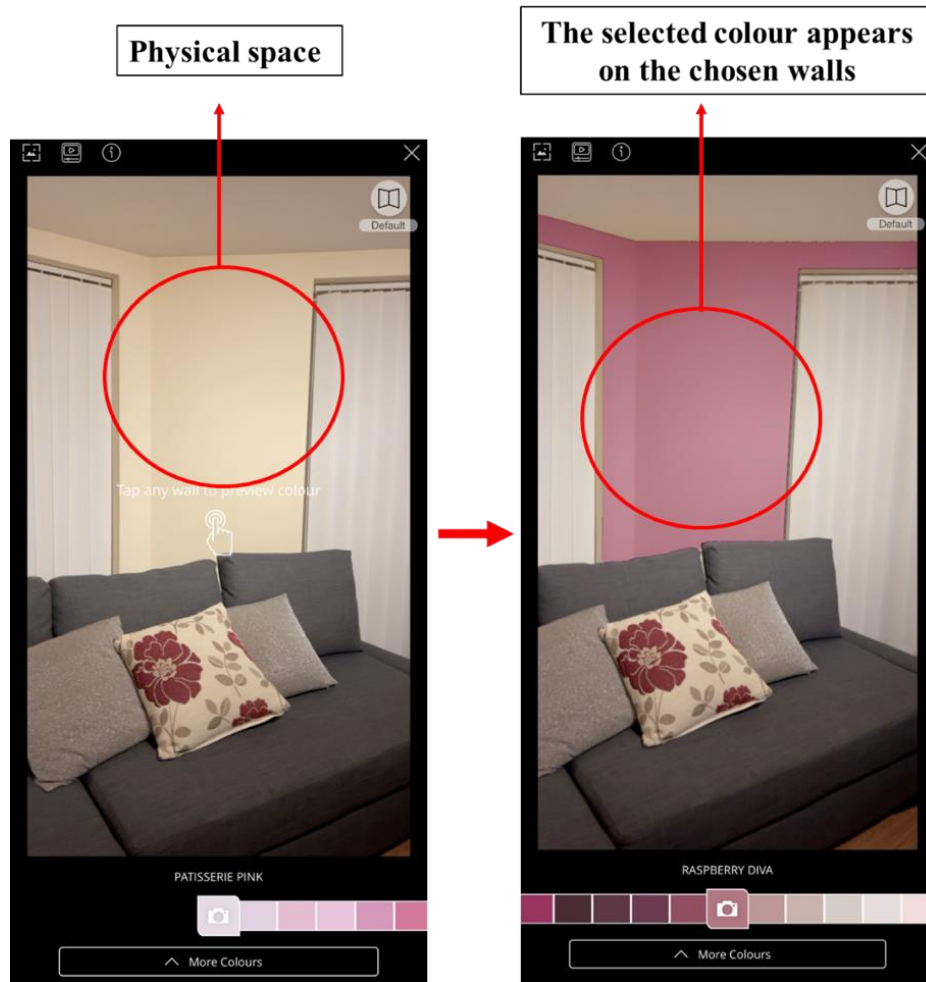 Physical space
The selected colour appears
on the chosen walls
Default
Default
Tap any wall to preview colour
PATISSERIE PINK
RASPBERRY DIVA
More Colours
More Colours